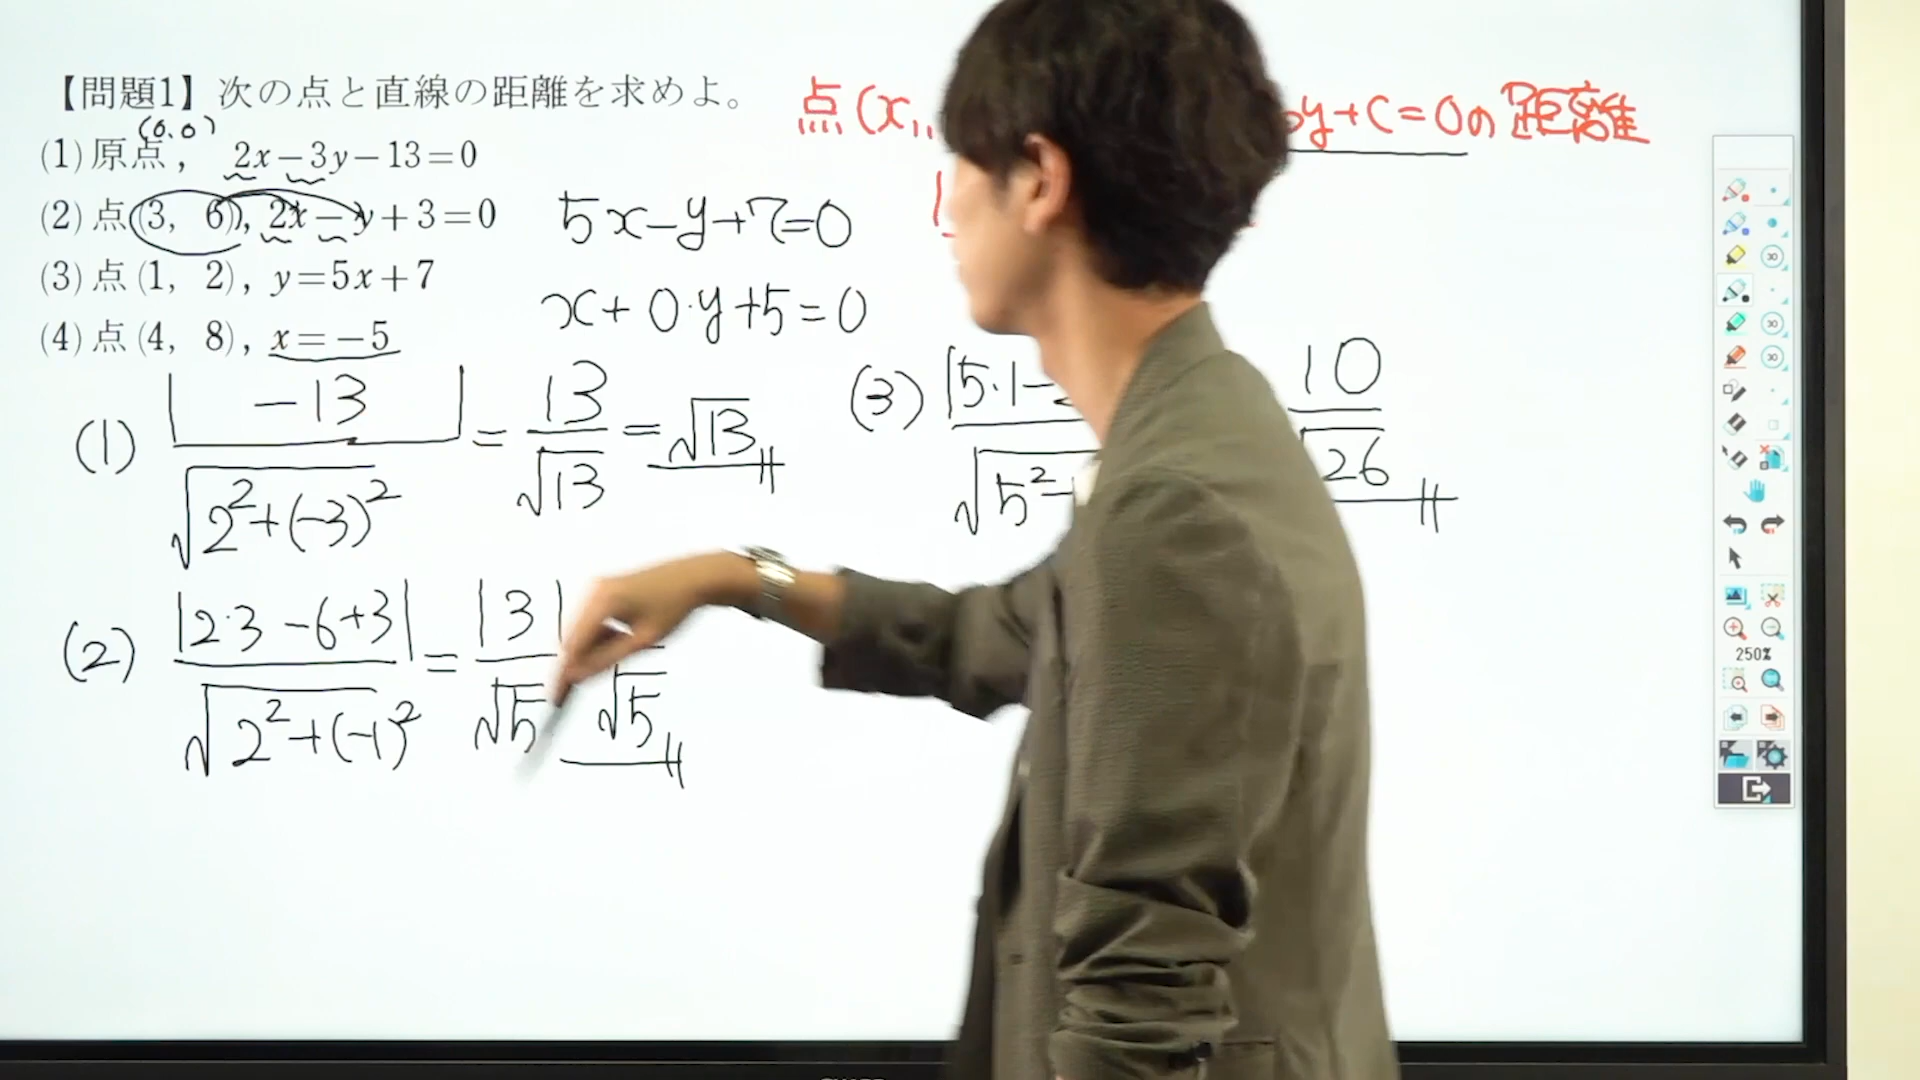 【問題1】次の点と直線の距離を求めよ。
(0,0)
(1) 原点, 2x−3y−13=0
(2) 点(3, 6), 2x−y+3=0
(3) 点(1, 2), y=5x+7
(4) 点(4, 8), x=−5
点(x₁,
y+c=0の距離
5x−y+7=0
x+0・y+5=0
(1) |−13| / √2²+(−3)² = 13/√13 = √13
(2) |2・3−6+3| / √2²+(−1)² = |3|/√5
√5
(3) |5・1−
√5²
10
26
30
30
30
250%